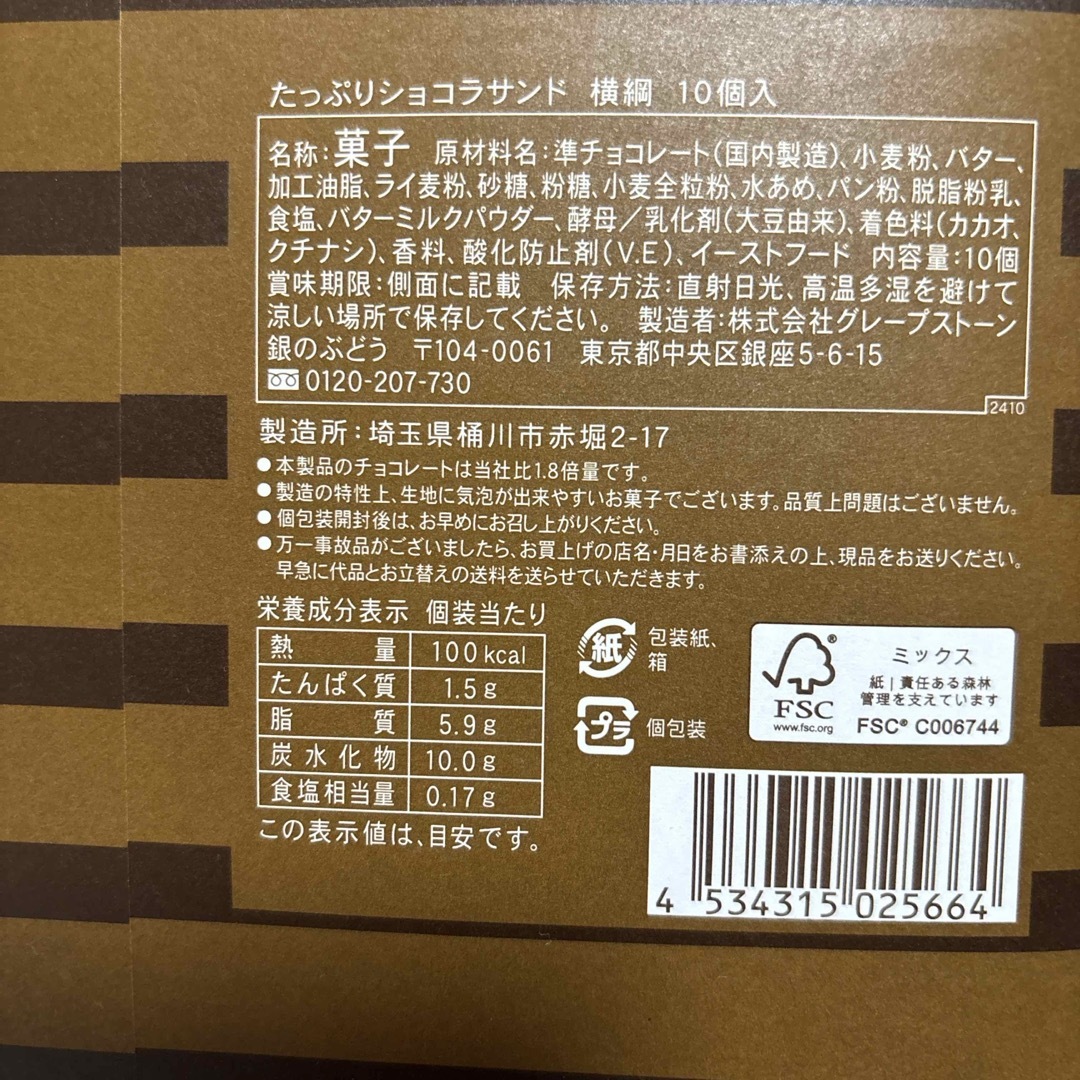 たっぷりショコラサンド 横綱 10個入
名称:菓子 原材料名:準チョコレート(国内製造)、小麦粉、バター、
加工油脂、ライ麦粉、砂糖、粉糖、小麦全粒粉、水あめ、パン粉、脱脂粉乳、
食塩、バターミルクパウダー、酵母/乳化剤(大豆由来)、着色料(カカオ、
クチナシ)、香料、酸化防止剤(V.E)、イーストフード 内容量:10個
賞味期限:側面に記載 保存方法:直射日光、高温多湿を避けて
涼しい場所で保存してください。 製造者:株式会社グレープストーン
銀のぶどう 〒104-0061 東京都中央区銀座5-6-15
0120-207-730
2410
製造所:埼玉県桶川市赤堀2-17
●本製品のチョコレートは当社比1.8倍量です。
●製造の特性上、生地に気泡が出来やすいお菓子でございます。品質上問題はございません。
●個包装開封後は、お早めにお召し上がりください。
●万一事故品がございましたら、お買上げの店名・月日をお書添えの上、現品をお送りください。
早急に代品とお立替えの送料を送らせていただきます。
栄養成分表示 個装当たり
熱量 100kcal
たんぱく質 1.5g
脂質 5.9g
炭水化物 10.0g
食塩相当量 0.17g
この表示値は、目安です。
紙 包装紙、
箱
プラ 個包装
FSC®
www.fsc.org
ミックス
紙|責任ある森林
管理を支えています
FSC® C006744
4 534315 025664